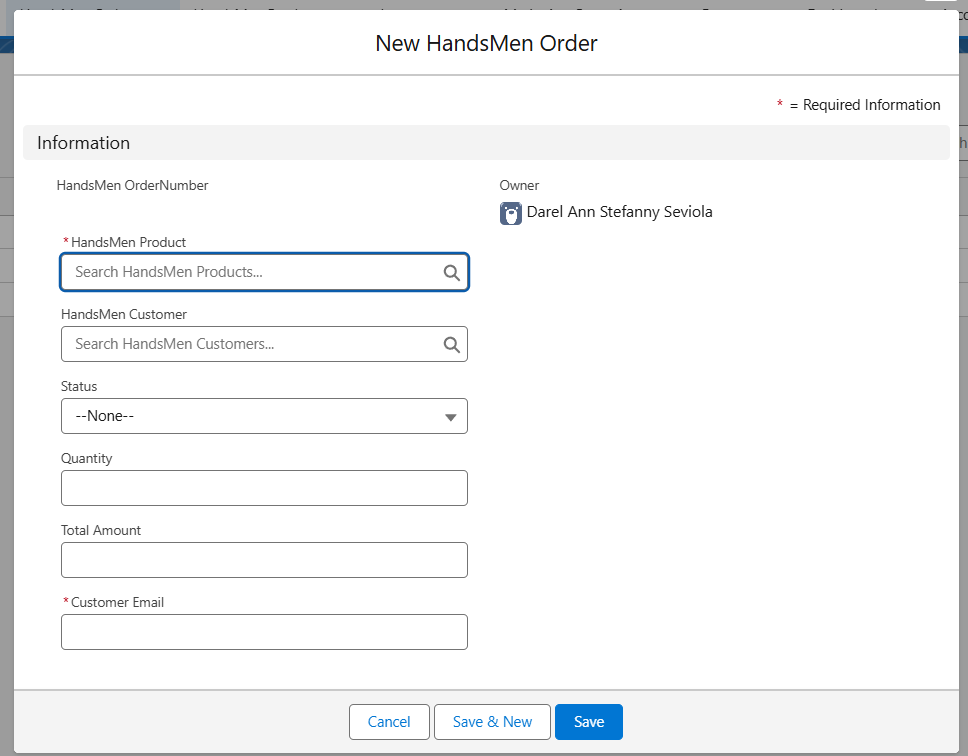 New HandsMen Order
* = Required Information
Information
HandsMen OrderNumber
Owner
Darel Ann Stefanny Seviola
*HandsMen Product
Search HandsMen Products...
HandsMen Customer
Search HandsMen Customers...
Status
--None--
Quantity
Total Amount
*Customer Email
Cancel
Save & New
Save